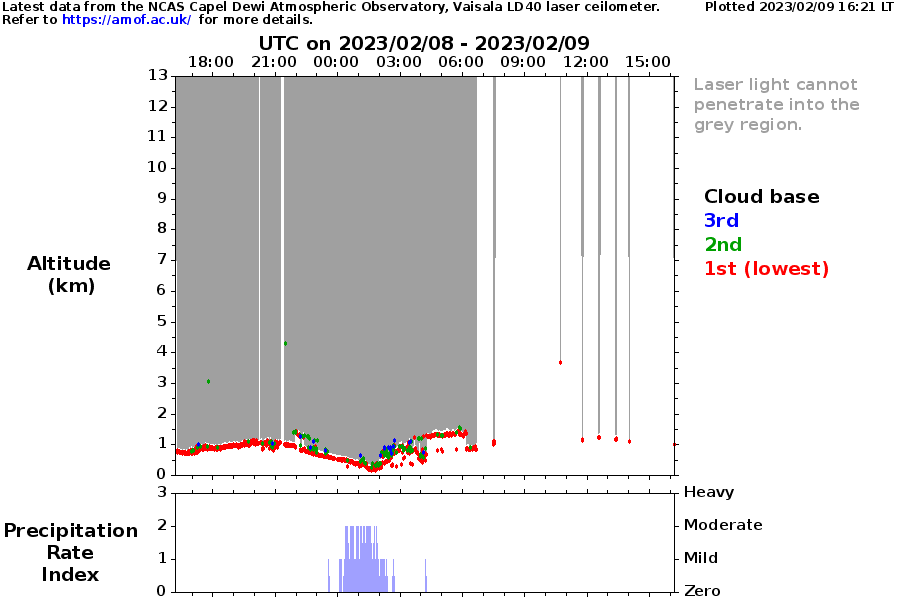 Latest data from the NCAS Capel Dewi Atmospheric Observatory, Vaisala LD40 laser ceilometer. Plotted 2023/02/09 16:21 LT
Refer to https://amof.ac.uk/ for more details.
UTC on 2023/02/08 - 2023/02/09
18:00 21:00 00:00 03:00 06:00 09:00 12:00 15:00
13
12
11
10
9
8
7
6
5
4
3
2
1
0
Altitude
(km)
Laser light cannot
penetrate into the
grey region.
Cloud base
3rd
2nd
1st (lowest)
3 Heavy
2 Moderate
1 Mild
0 Zero
Precipitation
Rate
Index